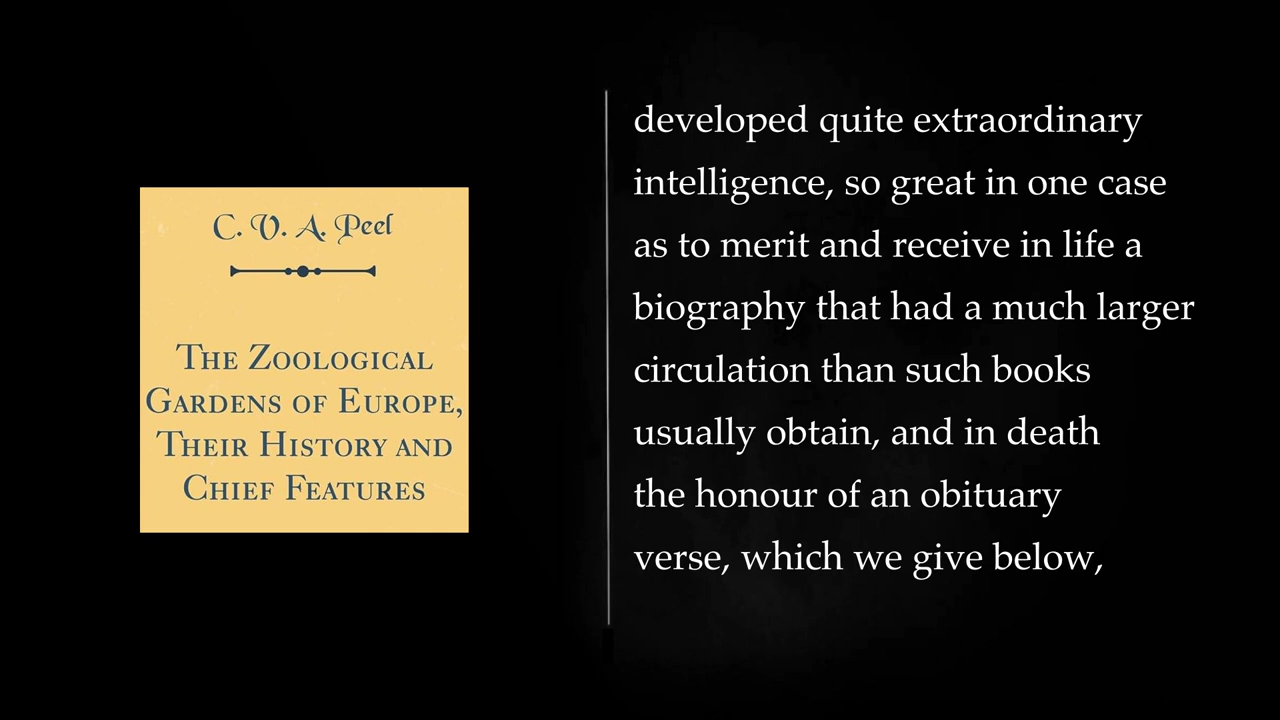 C. V. A. Peel
The Zoological
Gardens of Europe,
Their History and
Chief Features
developed quite extraordinary
intelligence, so great in one case
as to merit and receive in life a
biography that had a much larger
circulation than such books
usually obtain, and in death
the honour of an obituary
verse, which we give below,